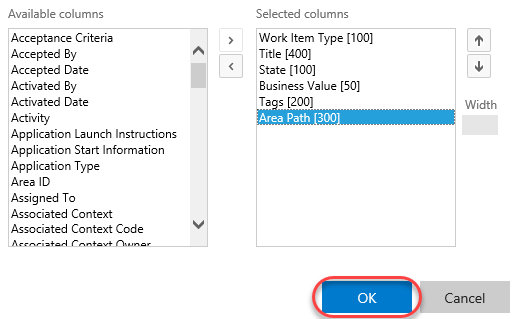 Available columns
Selected columns
Acceptance Criteria
Accepted By
Accepted Date
Activated By
Activated Date
Activity
Application Launch Instructions
Application Start Information
Application Type
Area ID
Assigned To
Associated Context
Associated Context Code
Associated Context Owner
Work Item Type [100]
Title [400]
State [100]
Business Value [50]
Tags [200]
Area Path [300]
Width
OK
Cancel